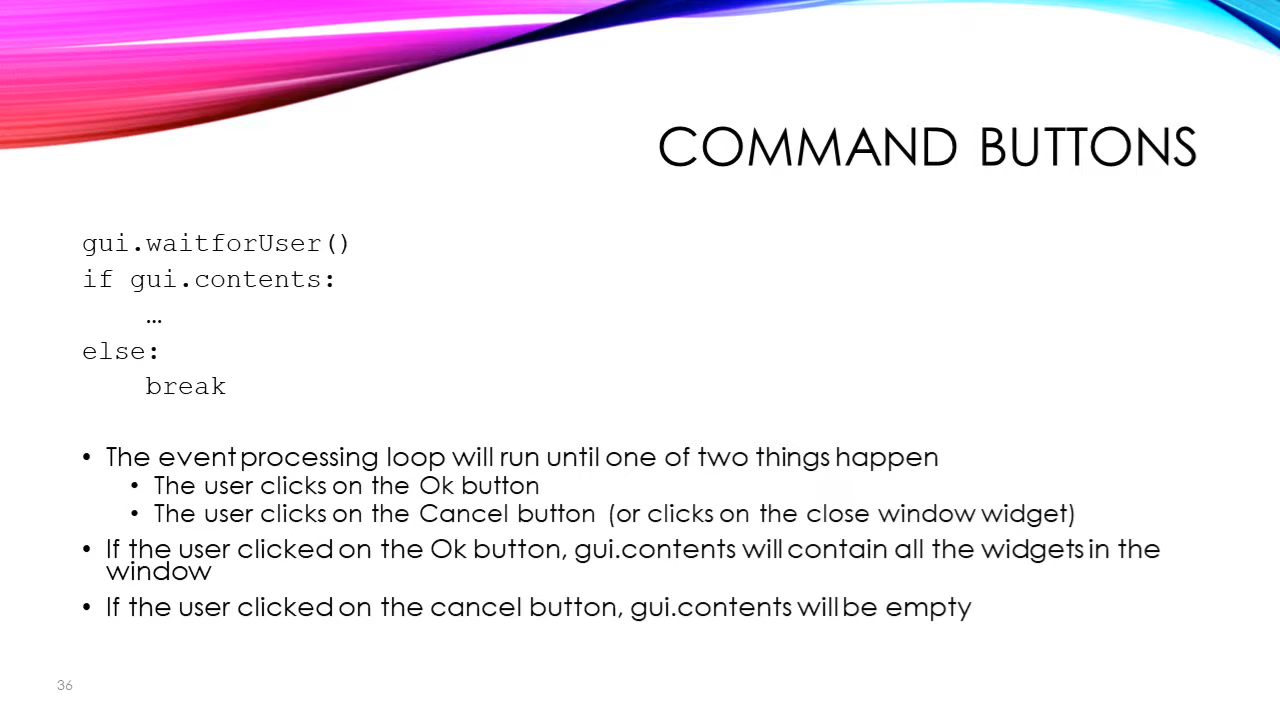 COMMAND BUTTONS
gui.waitforUser()
if gui.contents:
…
else:
break
• The event processing loop will run until one of two things happen
• The user clicks on the Ok button
• The user clicks on the Cancel button (or clicks on the close window widget)
• If the user clicked on the Ok button, gui.contents will contain all the widgets in the
window
• If the user clicked on the cancel button, gui.contents will be empty
36